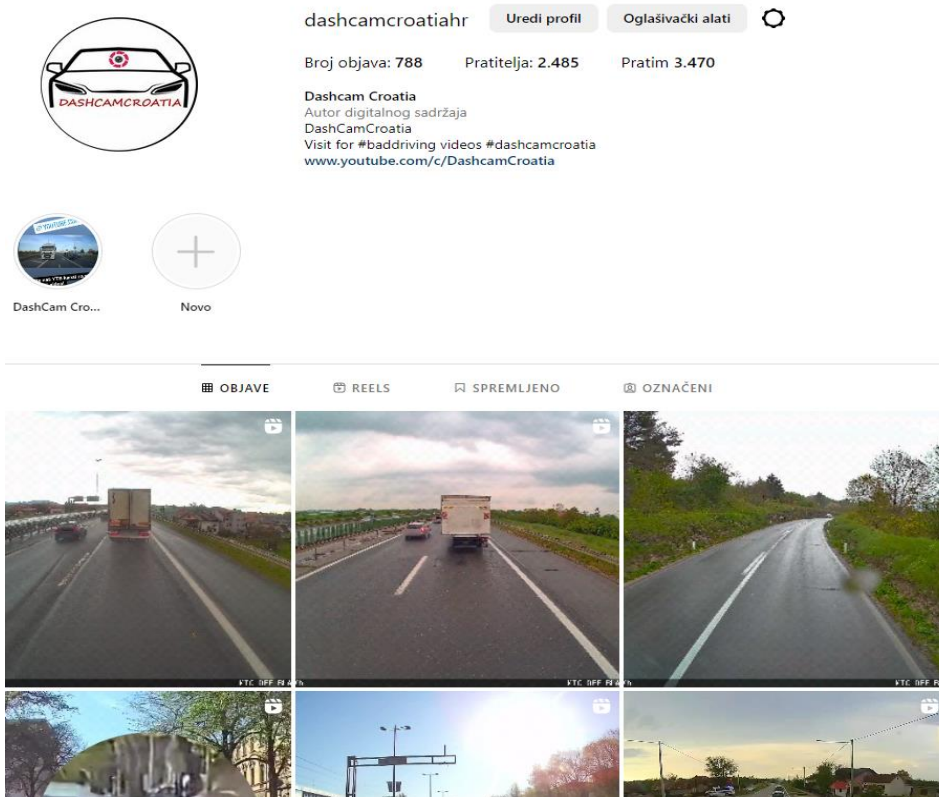 dashcamcroatiahr Uredi profil Oglašivački alati
Broj objava: 788 Pratitelja: 2.485 Pratim 3.470
Dashcam Croatia
Autor digitalnog sadržaja
DashCamCroatia
Visit for #baddriving videos #dashcamcroatia
www.youtube.com/c/DashcamCroatia
DASHCAMCROATIA
DashCam Cro... Novo
OBJAVE REELS SPREMLJENO OZNAČENI